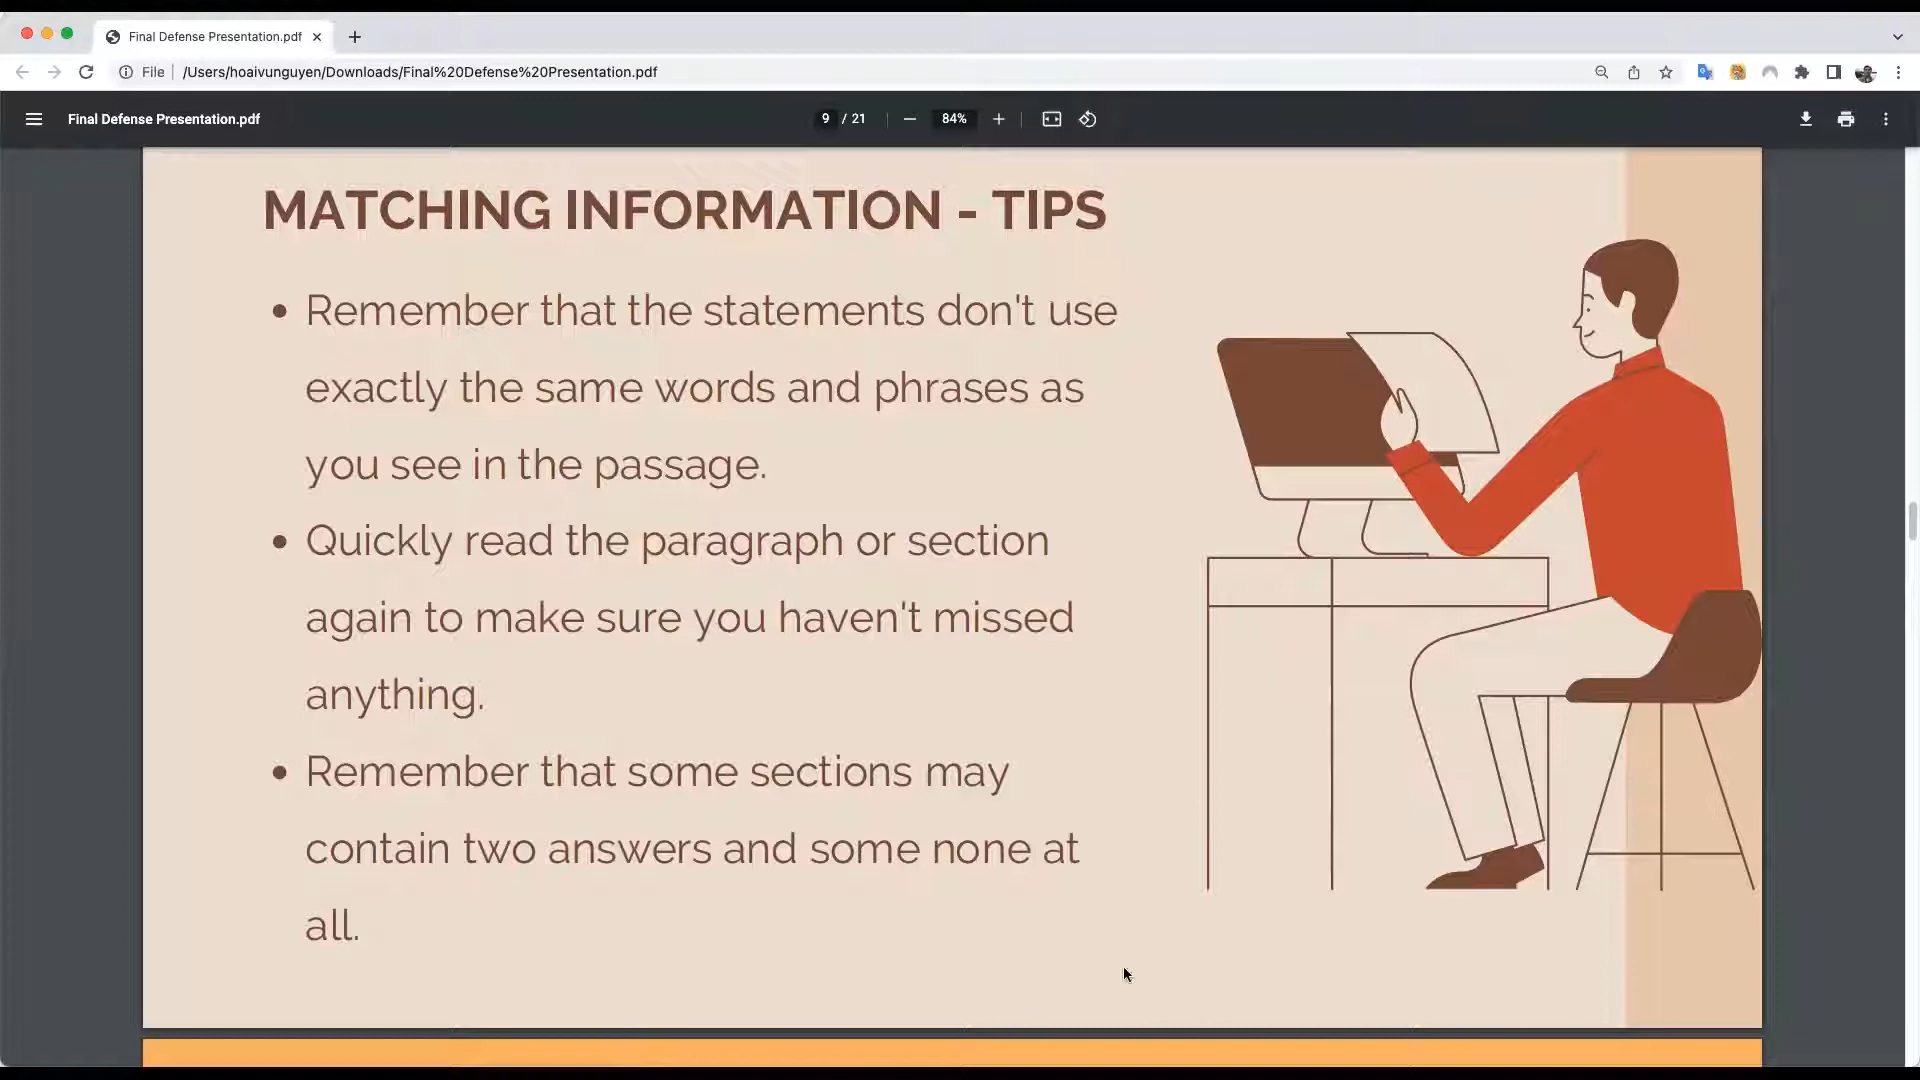 Final Defense Presentation.pdf
File
/Users/hoaivunguyen/Downloads/Final%20Defense%20Presentation.pdf
Final Defense Presentation.pdf
9 / 21
84%
MATCHING INFORMATION - TIPS
• Remember that the statements don't use
exactly the same words and phrases as
you see in the passage.
• Quickly read the paragraph or section
again to make sure you haven't missed
anything.
• Remember that some sections may
contain two answers and some none at
all.